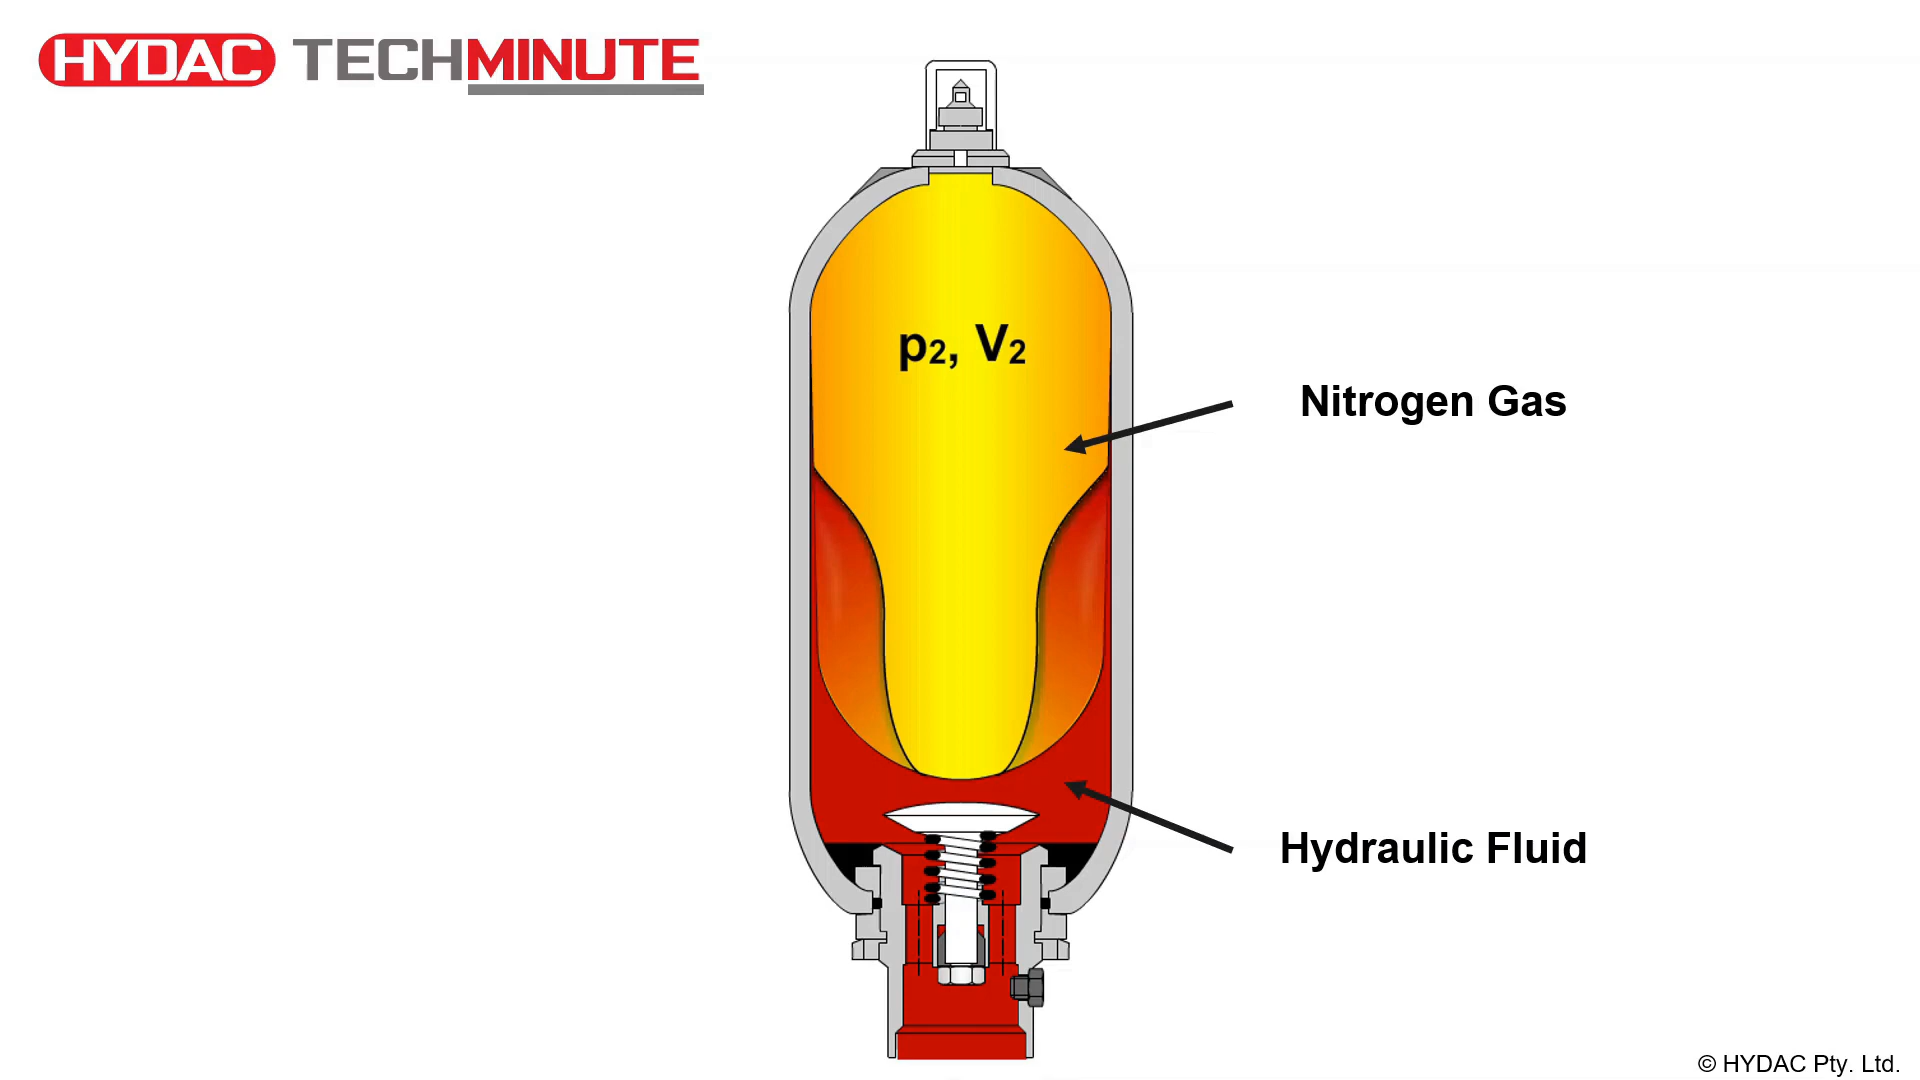 HYDAC TECHMINUTE
p₂, V₂
Nitrogen Gas
Hydraulic Fluid
© HYDAC Pty. Ltd.